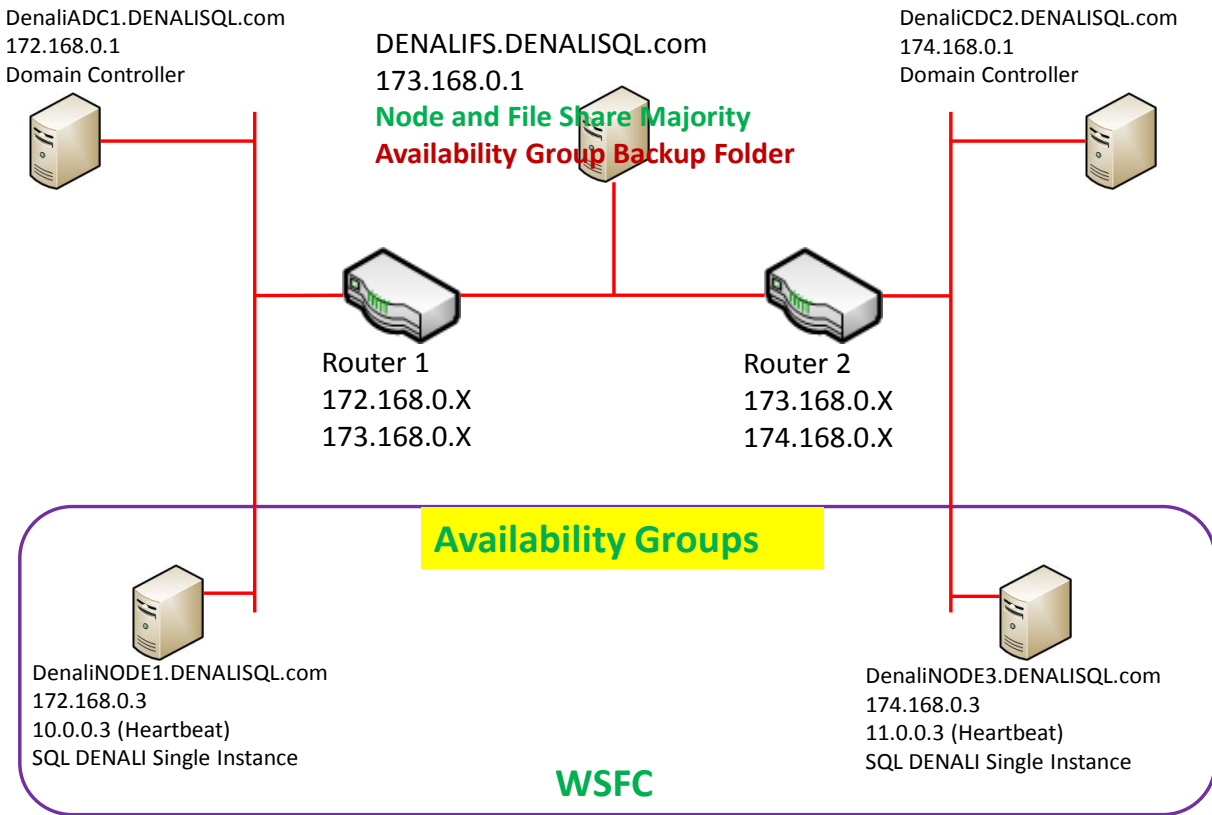 DenaliADC1.DENALISQL.com
172.168.0.1
Domain Controller
DENALIFS.DENALISQL.com
173.168.0.1
Node and File Share Majority
Availability Group Backup Folder
DenaliCDC2.DENALISQL.com
174.168.0.1
Domain Controller
Router 1
172.168.0.X
173.168.0.X
Router 2
173.168.0.X
174.168.0.X
Availability Groups
DenaliNODE1.DENALISQL.com
172.168.0.3
10.0.0.3 (Heartbeat)
SQL DENALI Single Instance
DenaliNODE3.DENALISQL.com
174.168.0.3
11.0.0.3 (Heartbeat)
SQL DENALI Single Instance
WSFC